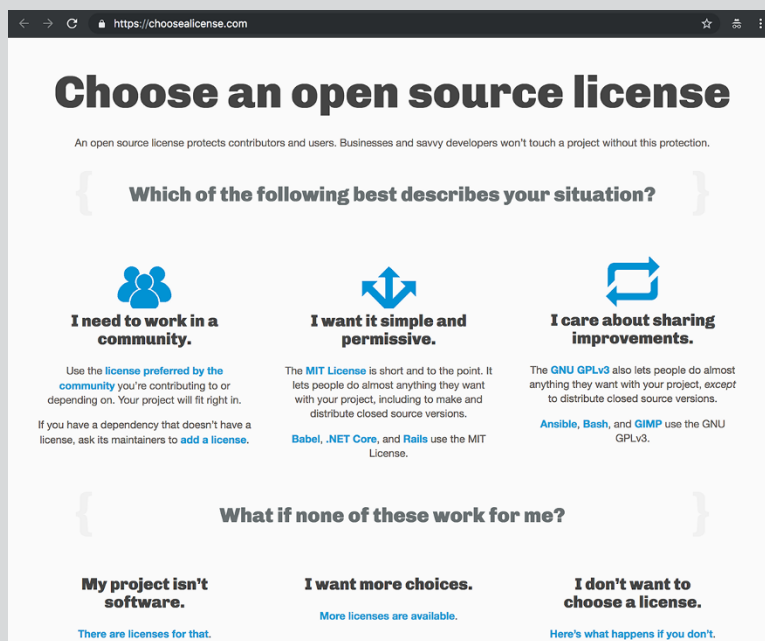 https://choosealicense.com
Choose an open source license
An open source license protects contributors and users. Businesses and savvy developers won't touch a project without this protection.
{ Which of the following best describes your situation? }
I need to work in a
community.
Use the license preferred by the
community you're contributing to or
depending on. Your project will fit right in.
If you have a dependency that doesn't have a
license, ask its maintainers to add a license.
I want it simple and
permissive.
The MIT License is short and to the point. It
lets people do almost anything they want
with your project, including to make and
distribute closed source versions.
Babel, .NET Core, and Rails use the MIT
License.
I care about sharing
improvements.
The GNU GPLv3 also lets people do almost
anything they want with your project, except
to distribute closed source versions.
Ansible, Bash, and GIMP use the GNU
GPLv3.
{ What if none of these work for me? }
My project isn't
software.
There are licenses for that.
I want more choices.
More licenses are available.
I don't want to
choose a license.
Here's what happens if you don't.